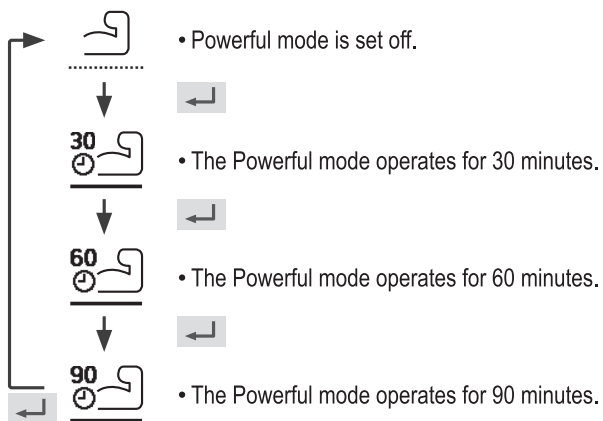 • Powerful mode is set off.
30
• The Powerful mode operates for 30 minutes.
60
• The Powerful mode operates for 60 minutes.
90
• The Powerful mode operates for 90 minutes.